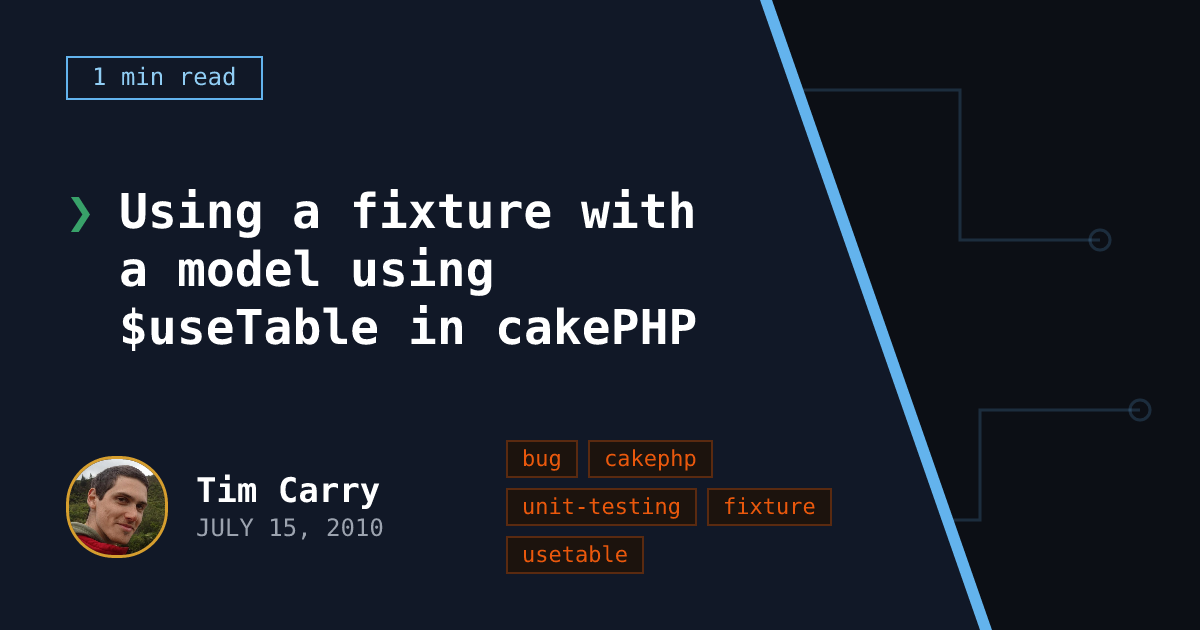 1 min read
❯ Using a fixture with
a model using
$useTable in cakePHP
Tim Carry
JULY 15, 2010
bug cakephp
unit-testing fixture
usetable